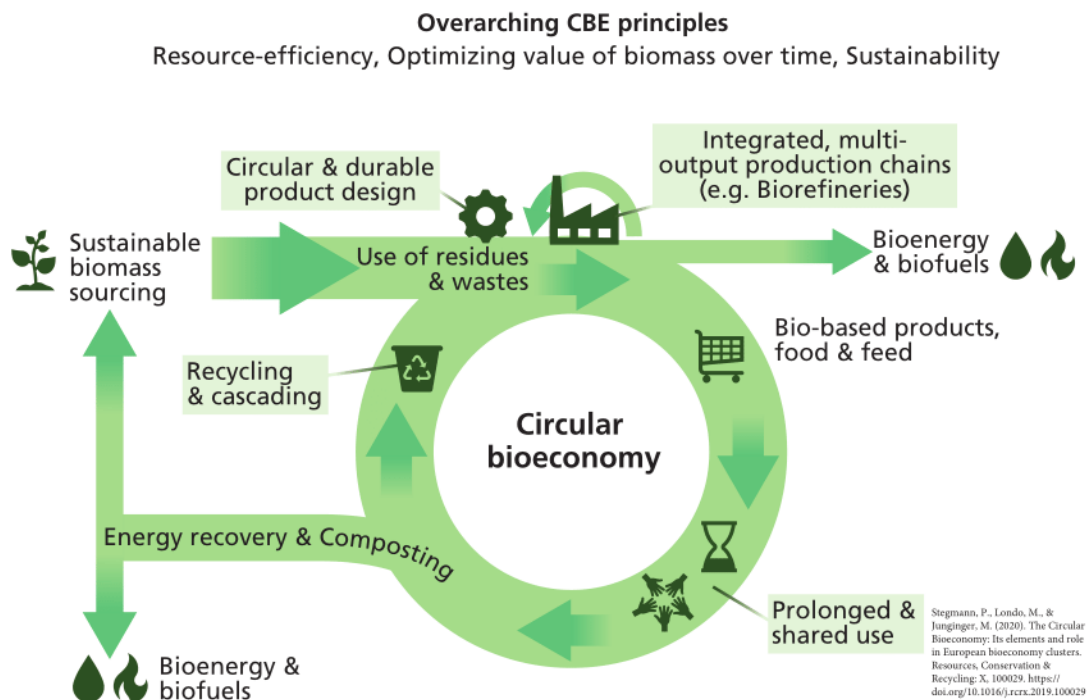 Overarching CBE principles
Resource-efficiency, Optimizing value of biomass over time, Sustainability
Circular & durable
product design
Integrated, multi-
output production chains
(e.g. Biorefineries)
Sustainable
biomass
sourcing
Use of residues
& wastes
Bioenergy
& biofuels
Bio-based products,
food & feed
Recycling
& cascading
Circular
bioeconomy
Energy recovery & Composting
Prolonged &
shared use
Bioenergy &
biofuels
Stegmann, P., Londo, M., &
Junginger, M. (2020). The Circular
Bioeconomy: Its elements and role
in European bioeconomy clusters.
Resources, Conservation &
Recycling: X, 100029. https://
doi.org/10.1016/j.rcrx.2019.100029